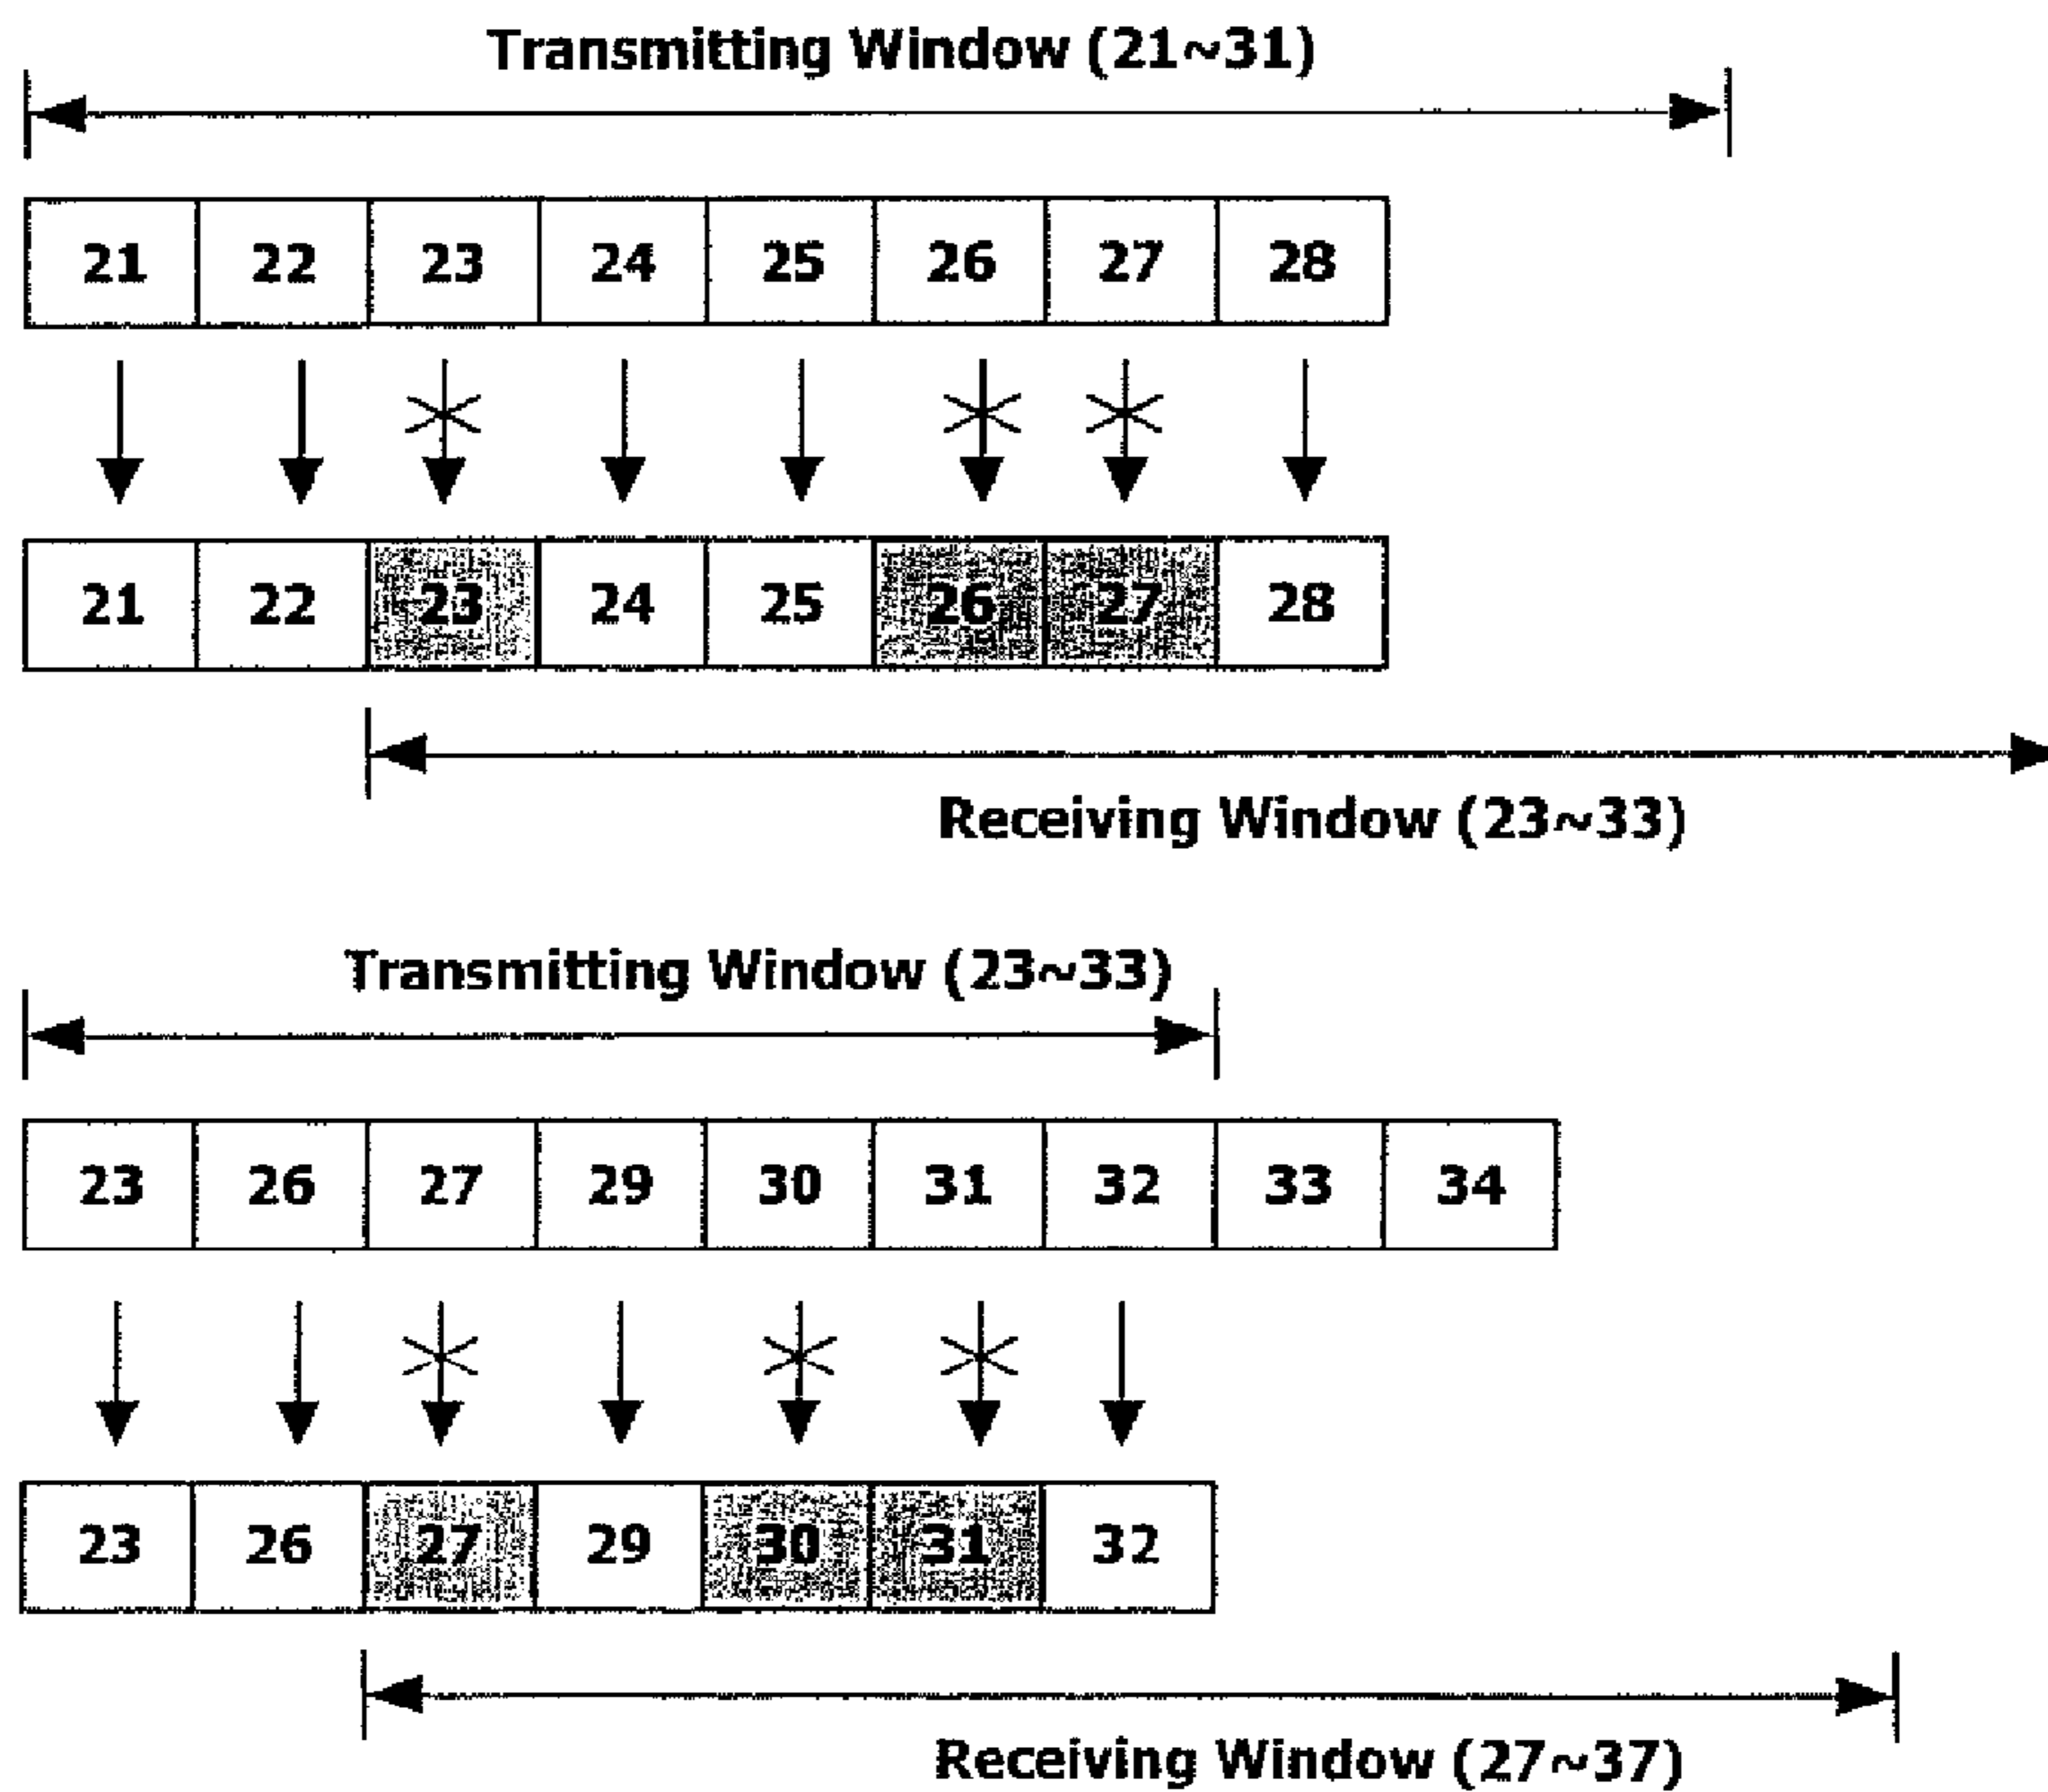 Transmitting Window (21~31)
21 22 23 24 25 26 27 28
21 22 23 24 25 26 27 28
Receiving Window (23~33)
Transmitting Window (23~33)
23 26 27 29 30 31 32 33 34
23 26 27 29 30 31 32
Receiving Window (27~37)